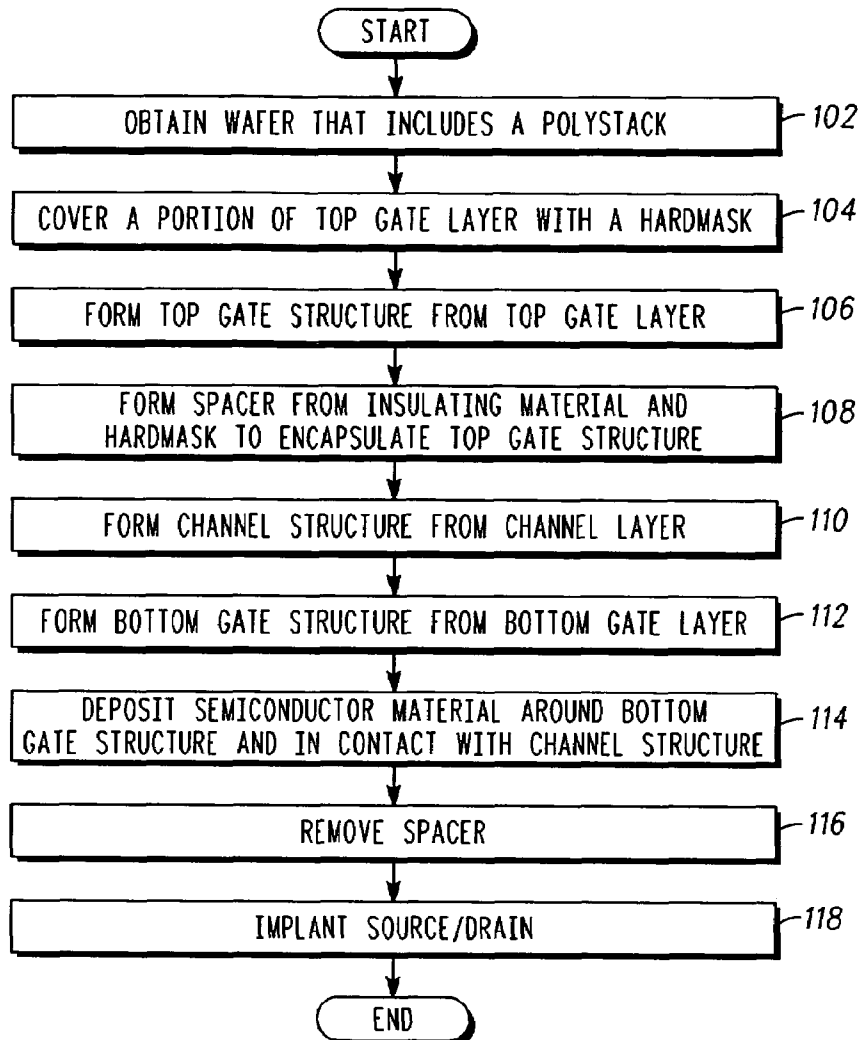 START
OBTAIN WAFER THAT INCLUDES A POLYSTACK
102
COVER A PORTION OF TOP GATE LAYER WITH A HARDMASK
104
FORM TOP GATE STRUCTURE FROM TOP GATE LAYER
106
FORM SPACER FROM INSULATING MATERIAL AND
HARDMASK TO ENCAPSULATE TOP GATE STRUCTURE
108
FORM CHANNEL STRUCTURE FROM CHANNEL LAYER
110
FORM BOTTOM GATE STRUCTURE FROM BOTTOM GATE LAYER
112
DEPOSIT SEMICONDUCTOR MATERIAL AROUND BOTTOM
GATE STRUCTURE AND IN CONTACT WITH CHANNEL STRUCTURE
114
REMOVE SPACER
116
IMPLANT SOURCE/DRAIN
118
END